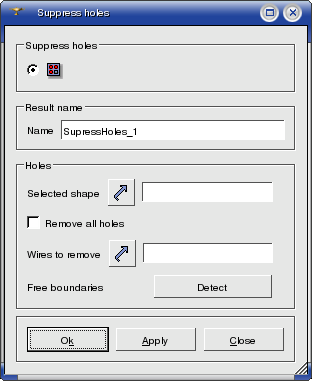 Suppress holes
Suppress holes
Result name
Name SupressHoles_1
Holes
Selected shape
Remove all holes
Wires to remove
Free boundaries Detect
Ok Apply Close